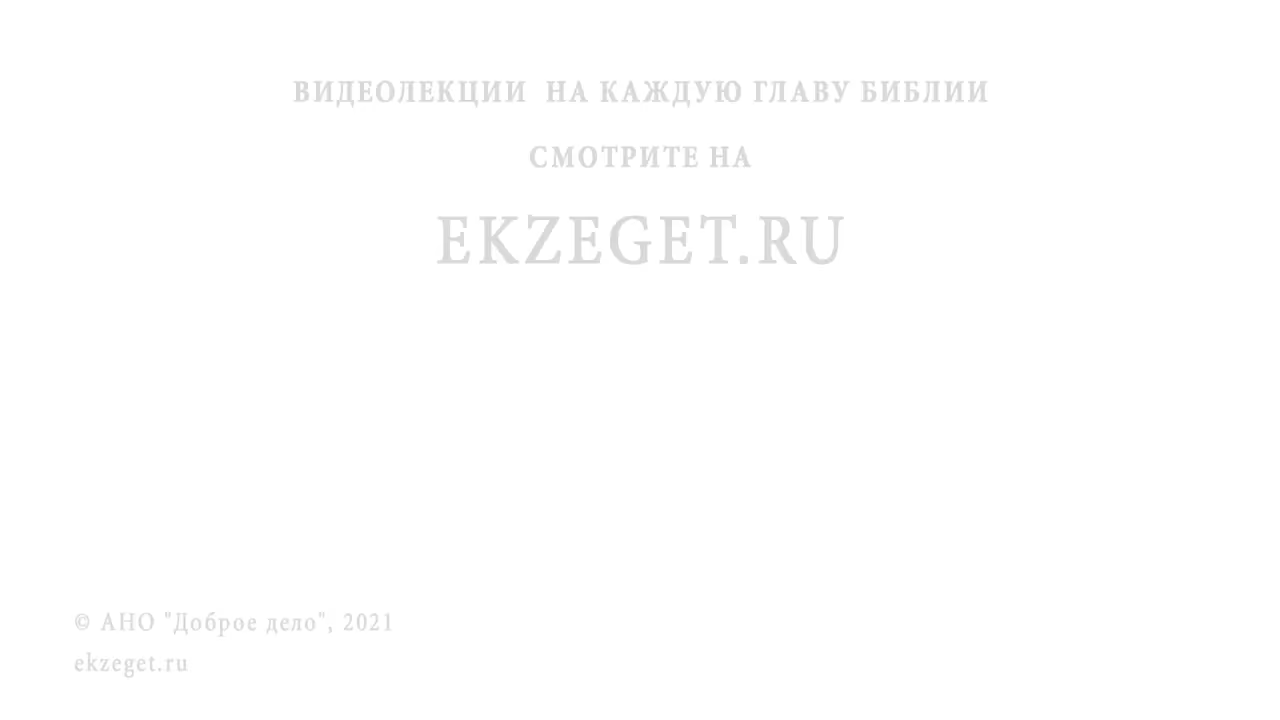 ВИДЕОЛЕКЦИИ НА КАЖДУЮ ГЛАВУ БИБЛИИ
СМОТРИТЕ НА
EKZEGET.RU
© АНО "Доброе дело", 2021
ekzeget.ru